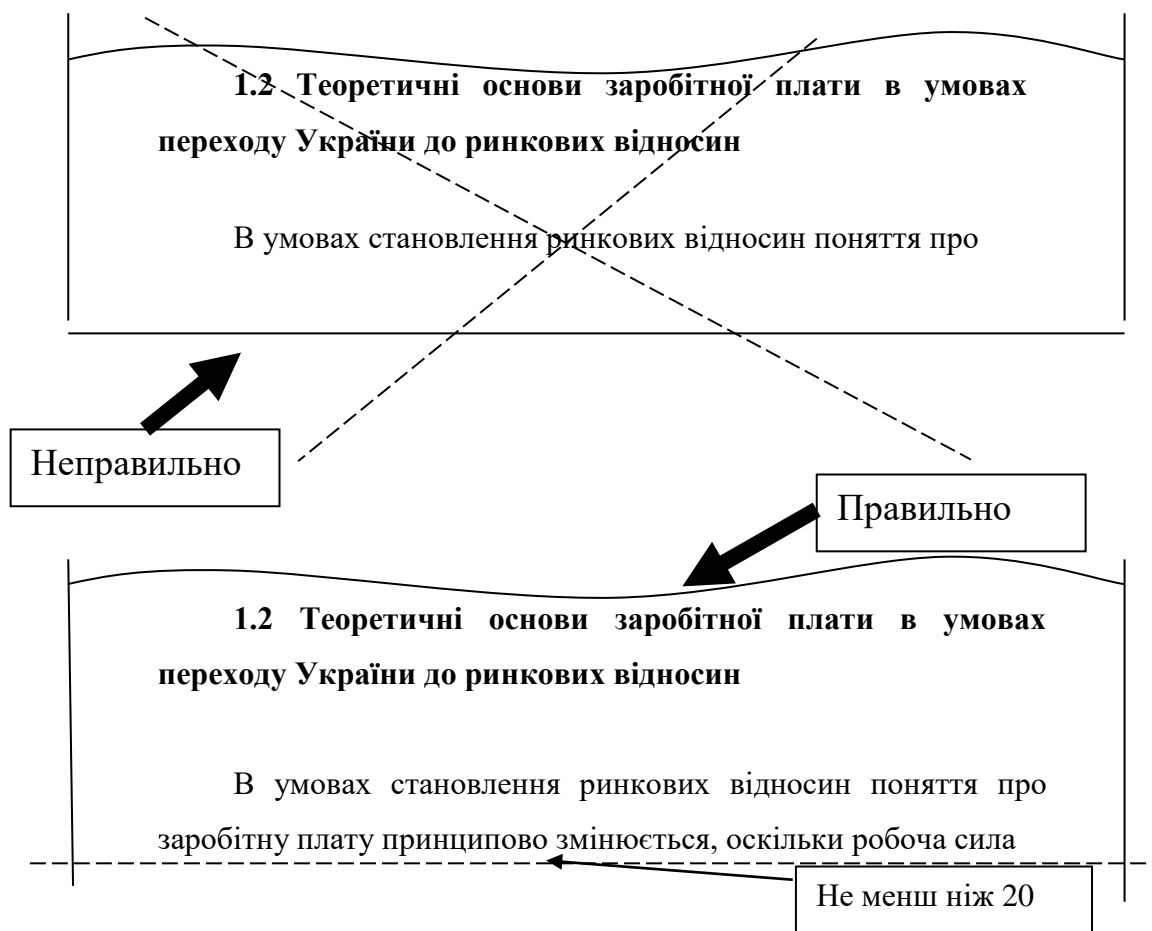 1.2 Теоретичні основи заробітної плати в умовах
переходу України до ринкових відносин
В умовах становлення ринкових відносин поняття про
Неправильно
Правильно
1.2 Теоретичні основи заробітної плати в умовах
переходу України до ринкових відносин
В умовах становлення ринкових відносин поняття про
заробітну плату принципово змінюється, оскільки робоча сила
Не менш ніж 20